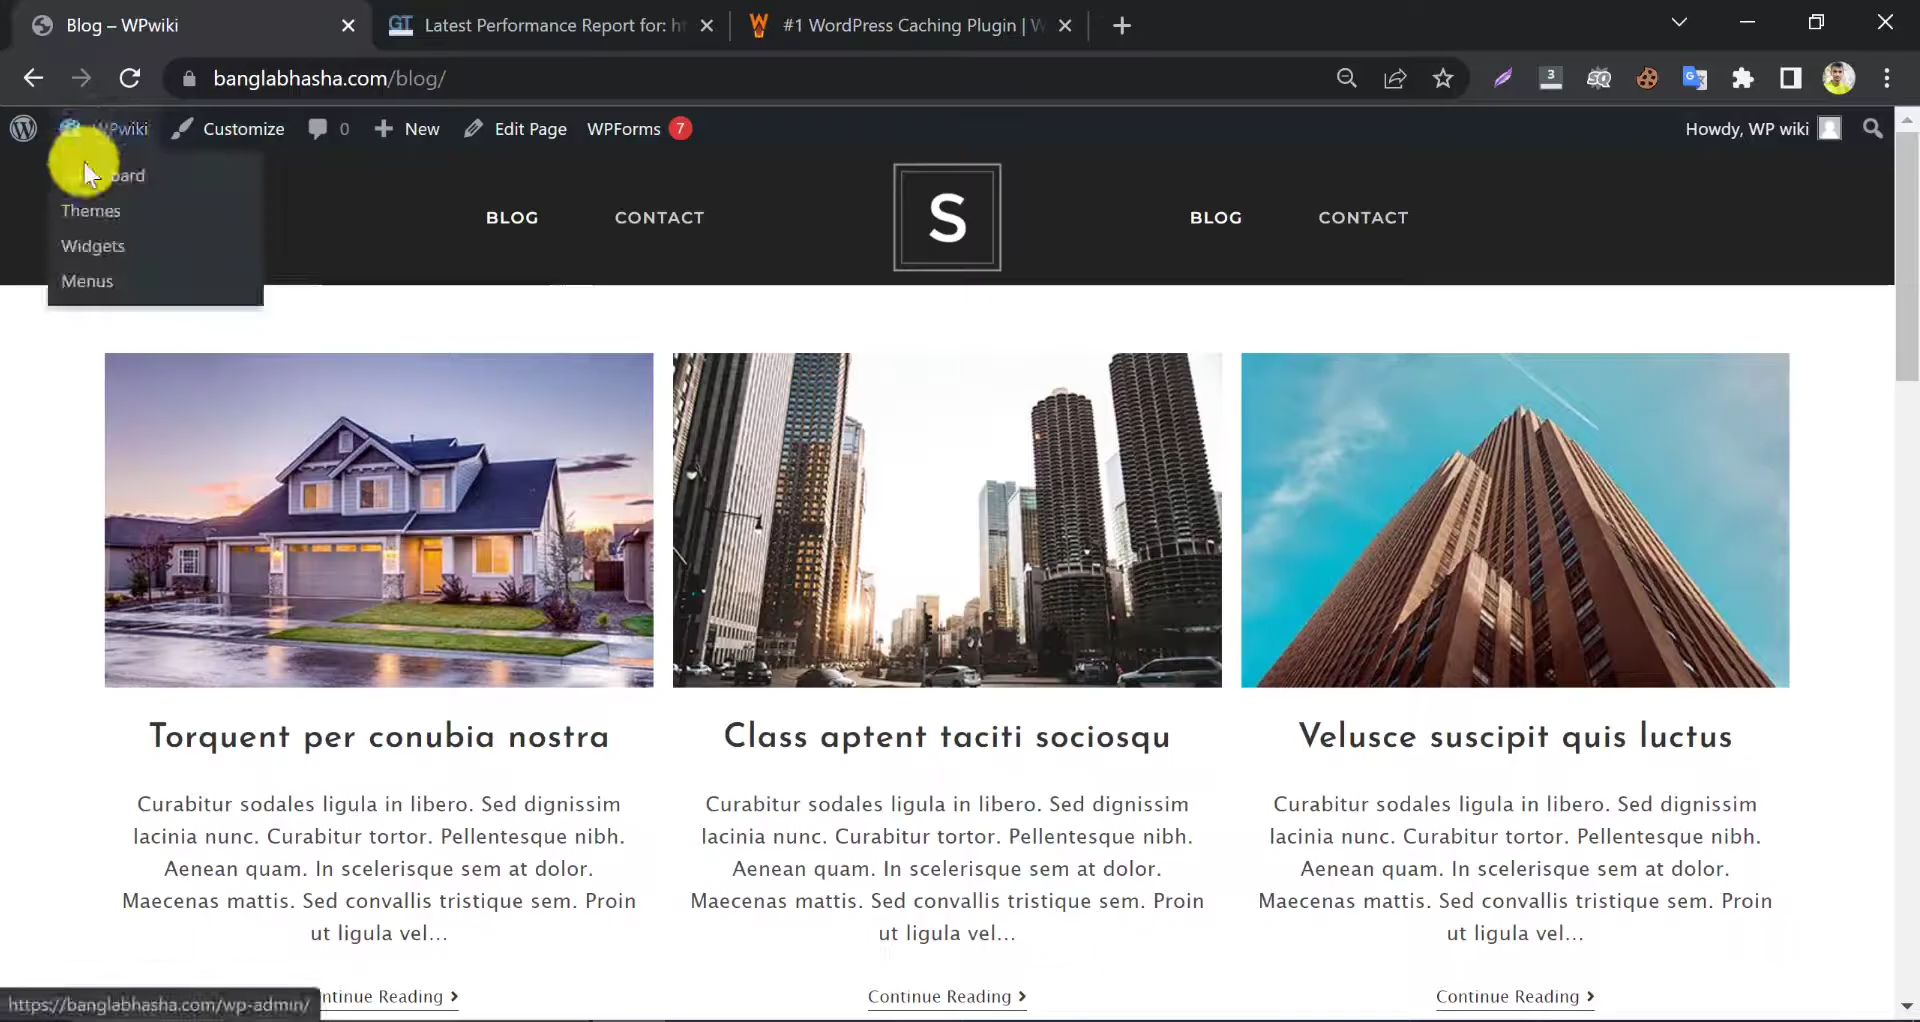 Blog – WPwiki
Latest Performance Report for: ht
#1 WordPress Caching Plugin | W
banglabhasha.com/blog/
3
WPwiki
Customize
0
New
Edit Page
WPForms 7
Howdy, WP wiki
Themes
Widgets
Menus
BLOG
CONTACT
S
BLOG
CONTACT
Torquent per conubia nostra
Curabitur sodales ligula in libero. Sed dignissim
lacinia nunc. Curabitur tortor. Pellentesque nibh.
Aenean quam. In scelerisque sem at dolor.
Maecenas mattis. Sed convallis tristique sem. Proin
ut ligula vel...
Class aptent taciti sociosqu
Curabitur sodales ligula in libero. Sed dignissim
lacinia nunc. Curabitur tortor. Pellentesque nibh.
Aenean quam. In scelerisque sem at dolor.
Maecenas mattis. Sed convallis tristique sem. Proin
ut ligula vel...
Velusce suscipit quis luctus
Curabitur sodales ligula in libero. Sed dignissim
lacinia nunc. Curabitur tortor. Pellentesque nibh.
Aenean quam. In scelerisque sem at dolor.
Maecenas mattis. Sed convallis tristique sem. Proin
ut ligula vel...
https://banglabhasha.com/wp-admin/
ntinue Reading
Continue Reading
Continue Reading